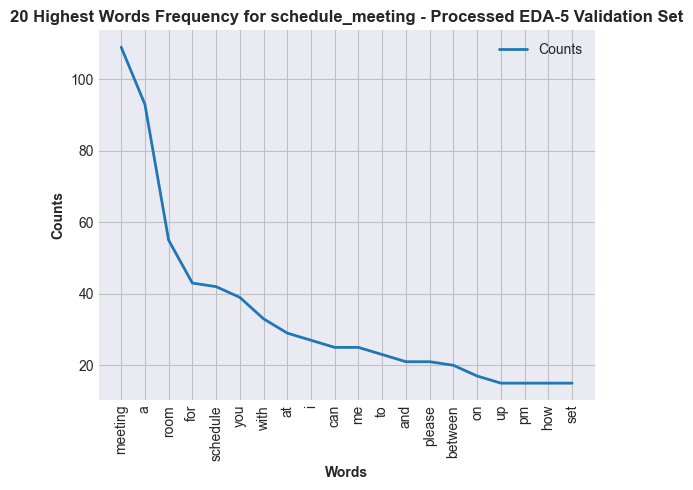 20 Highest Words Frequency for schedule_meeting - Processed EDA-5 Validation Set
Counts
100
80
60
40
20
Counts
meeting
a
room
for
schedule
you
with
at
i
can
me
to
and
please
between
on
up
pm
how
set
Words